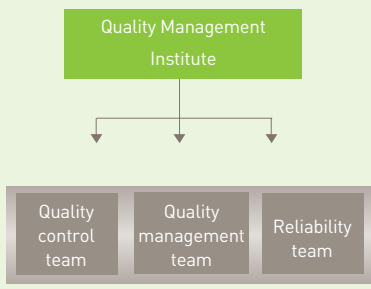 Quality Management
Institute
Quality
control
team
Quality
management
team
Reliability
team